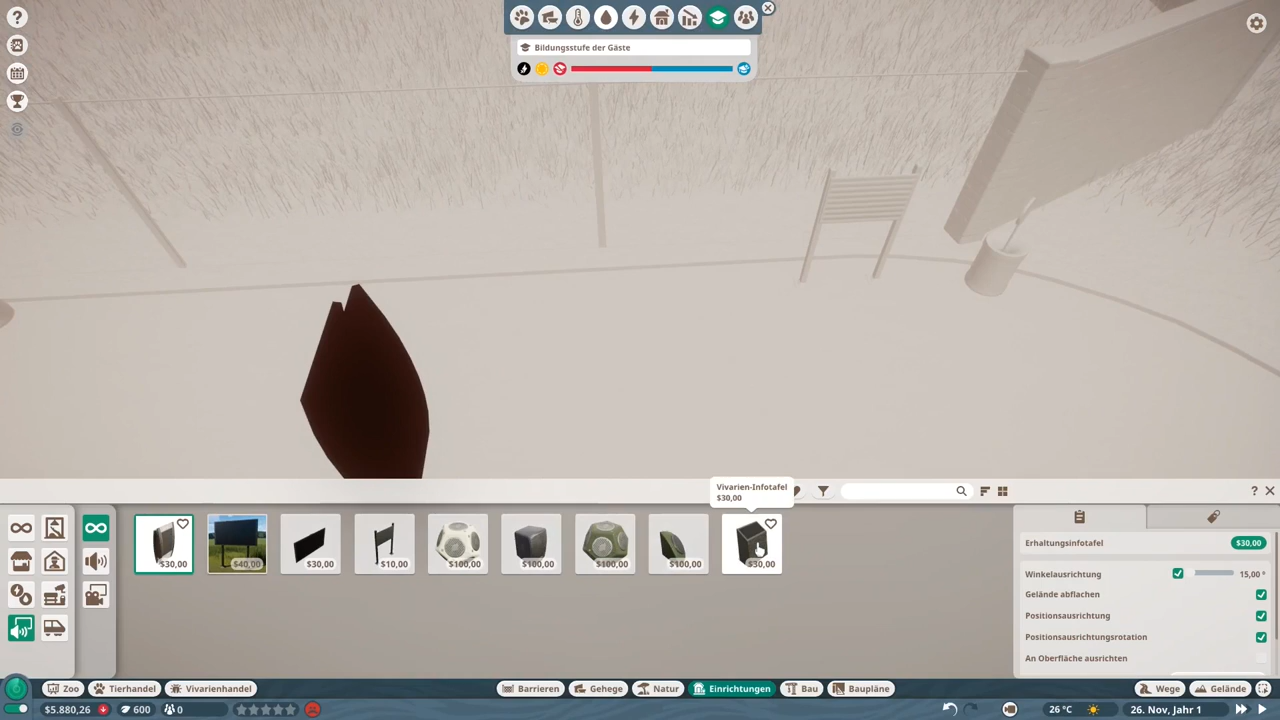 ?
Bildungsstufe der Gäste
Vivarien-Infotafel
$30,00
?
$30,00
$40,00
$30,00
$10,00
$100,00
$100,00
$100,00
$100,00
$30,00
Erhaltungsinfotafel
$30,00
Winkelausrichtung
15,00 °
Gelände abflachen
Positionsausrichtung
Positionsausrichtungsrotation
An Oberfläche ausrichten
Zoo
Tierhandel
Vivarienhandel
Barrieren
Gehege
Natur
Einrichtungen
Bau
Baupläne
Wege
Gelände
$5.880,26
600
0
26 °C
26. Nov, Jahr 1